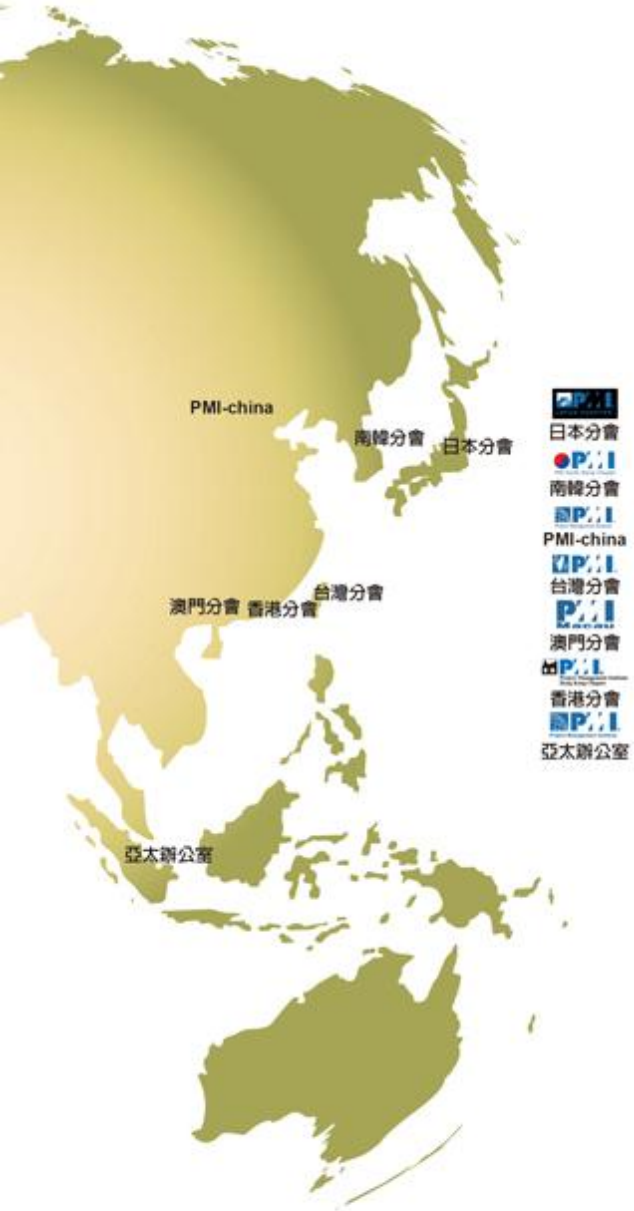 PMI-china
南韓分會
日本分會
澳門分會
香港分會
台灣分會
亞太辦公室
PMI
日本分會
PMI
南韓分會
PMI
PMI-china
PMI
台灣分會
PMI
Macau
澳門分會
PMI
Project Management Institute
香港分會
PMI
亞太辦公室